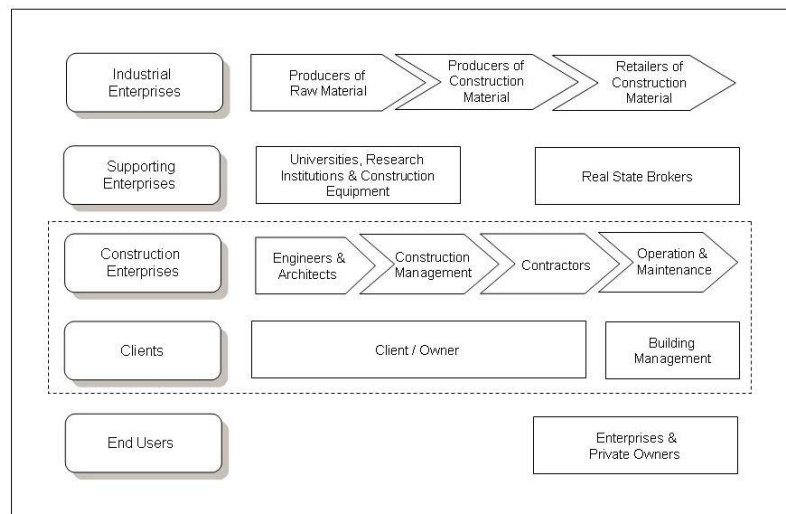 Industrial
Enterprises
Producers of
Raw Material
Producers of
Construction
Material
Retailers of
Construction
Material
Supporting
Enterprises
Universities, Research
Institutions & Construction
Equipment
Real State Brokers
Construction
Enterprises
Engineers &
Architects
Construction
Management
Contractors
Operation &
Maintenance
Clients
Client / Owner
Building
Management
End Users
Enterprises &
Private Owners